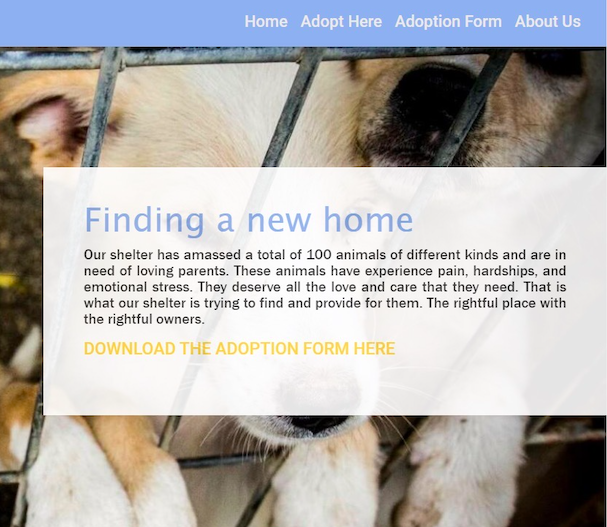 Home Adopt Here Adoption Form About Us
Finding a new home
Our shelter has amassed a total of 100 animals of different kinds and are in
need of loving parents. These animals have experience pain, hardships, and
emotional stress. They deserve all the love and care that they need. That is
what our shelter is trying to find and provide for them. The rightful place with
the rightful owners.
DOWNLOAD THE ADOPTION FORM HERE